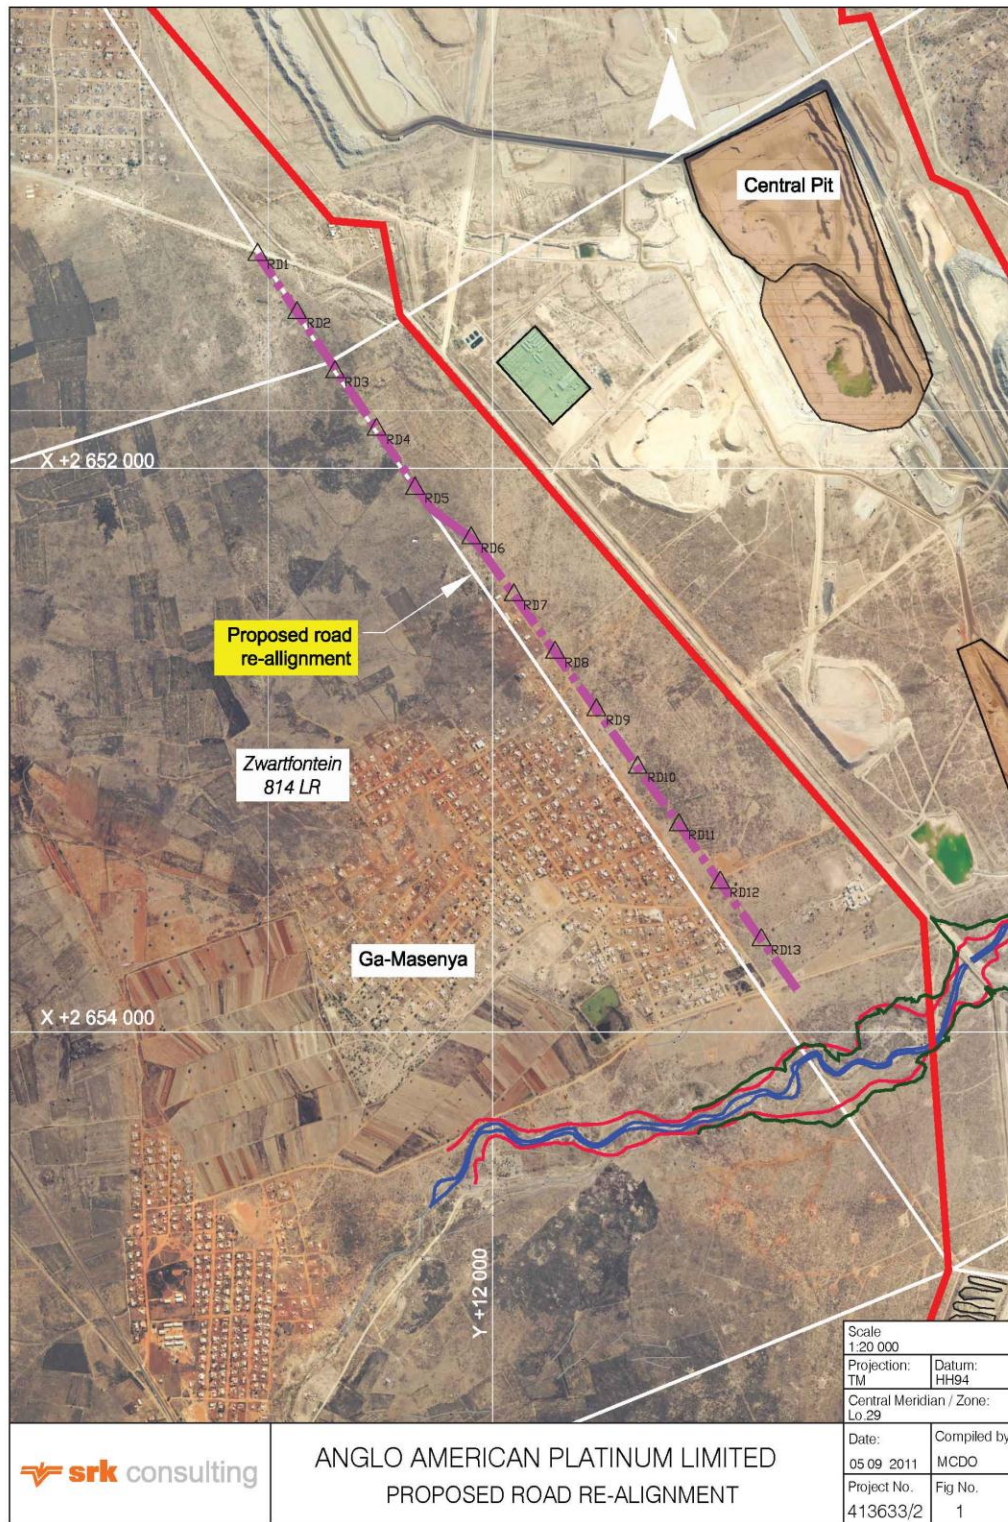 N
Central Pit
RD1
RD2
RD3
RD4
X +2 652 000
RD5
RD6
RD7
Proposed road
re-allignment
RD8
RD9
Zwartfontein
814 LR
RD10
RD11
RD12
RD13
Ga-Masenya
X +2 654 000
Y +12 000
Scale
1:20 000
Projection:
TM
Datum:
HH94
Central Meridian / Zone:
Lo.29
srk consulting
ANGLO AMERICAN PLATINUM LIMITED
PROPOSED ROAD RE-ALIGNMENT
Date:
05 09 2011
Compiled by
MCDO
Project No.
413633/2
Fig No.
1